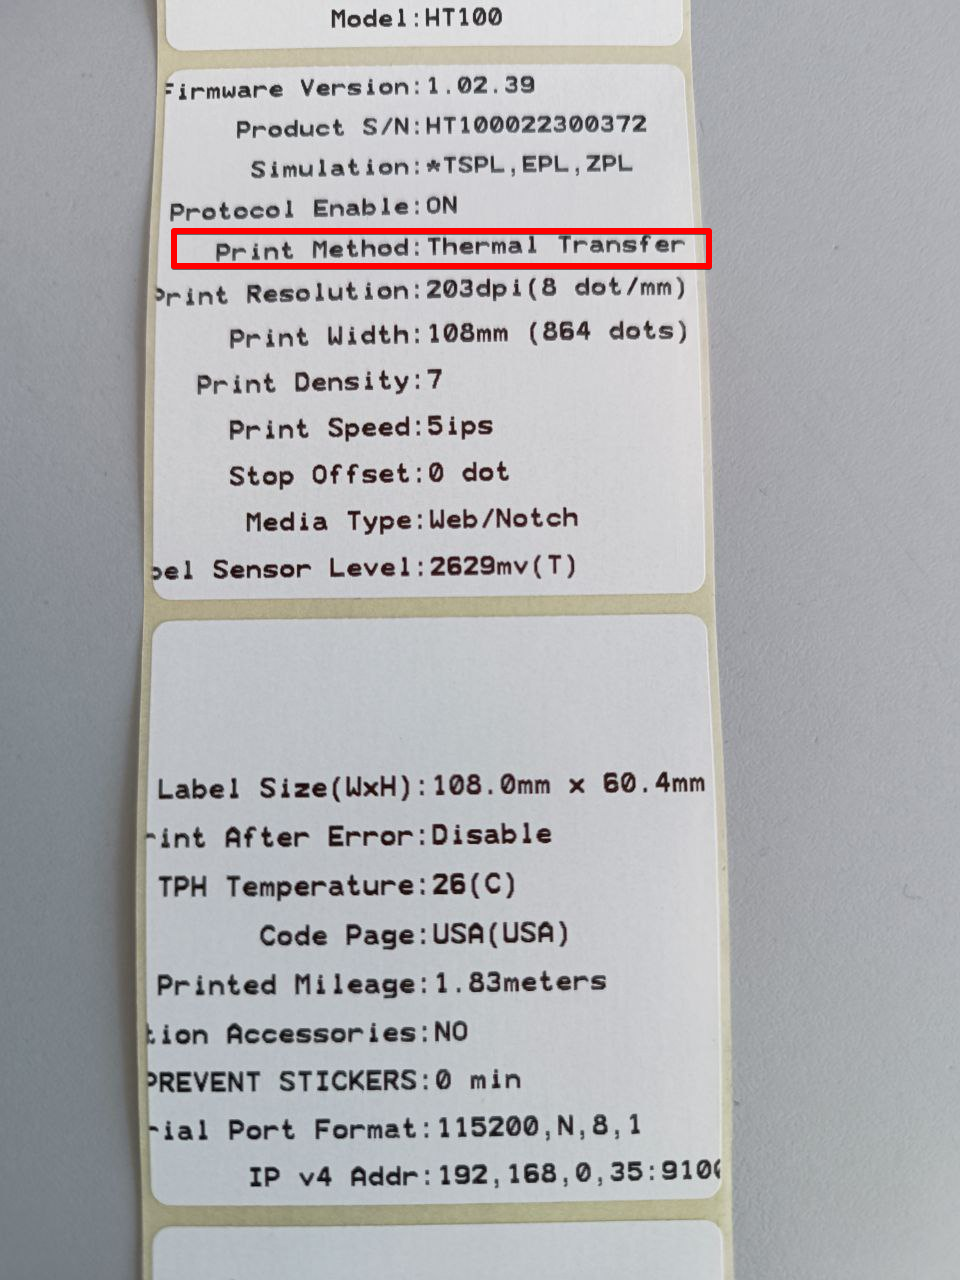 Model:HT100
Firmware Version:1.02.39
Product S/N:HT100022300372
Simulation:*TSPL,EPL,ZPL
Protocol Enable:ON
Print Method:Thermal Transfer
Print Resolution:203dpi(8 dot/mm)
Print Width:108mm (864 dots)
Print Density:7
Print Speed:5ips
Stop Offset:0 dot
Media Type:Web/Notch
Sensor Level:2629mv(T)
Label Size(WxH):108.0mm x 60.4mm
After Error:Disable
TPH Temperature:26(C)
Code Page:USA(USA)
Printed Mileage:1.83meters
Accessories:NO
PREVENT STICKERS:0 min
Port Format:115200,N,8,1
IP v4 Addr:192,168,0,35:9100